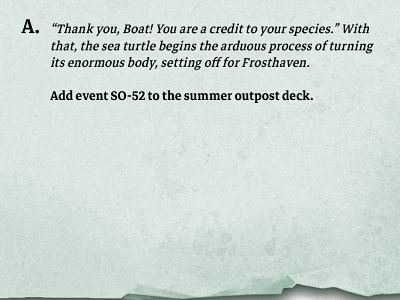 A. “Thank you, Boat! You are a credit to your species.” With
that, the sea turtle begins the arduous process of turning
its enormous body, setting off for Frosthaven.
Add event SO-52 to the summer outpost deck.